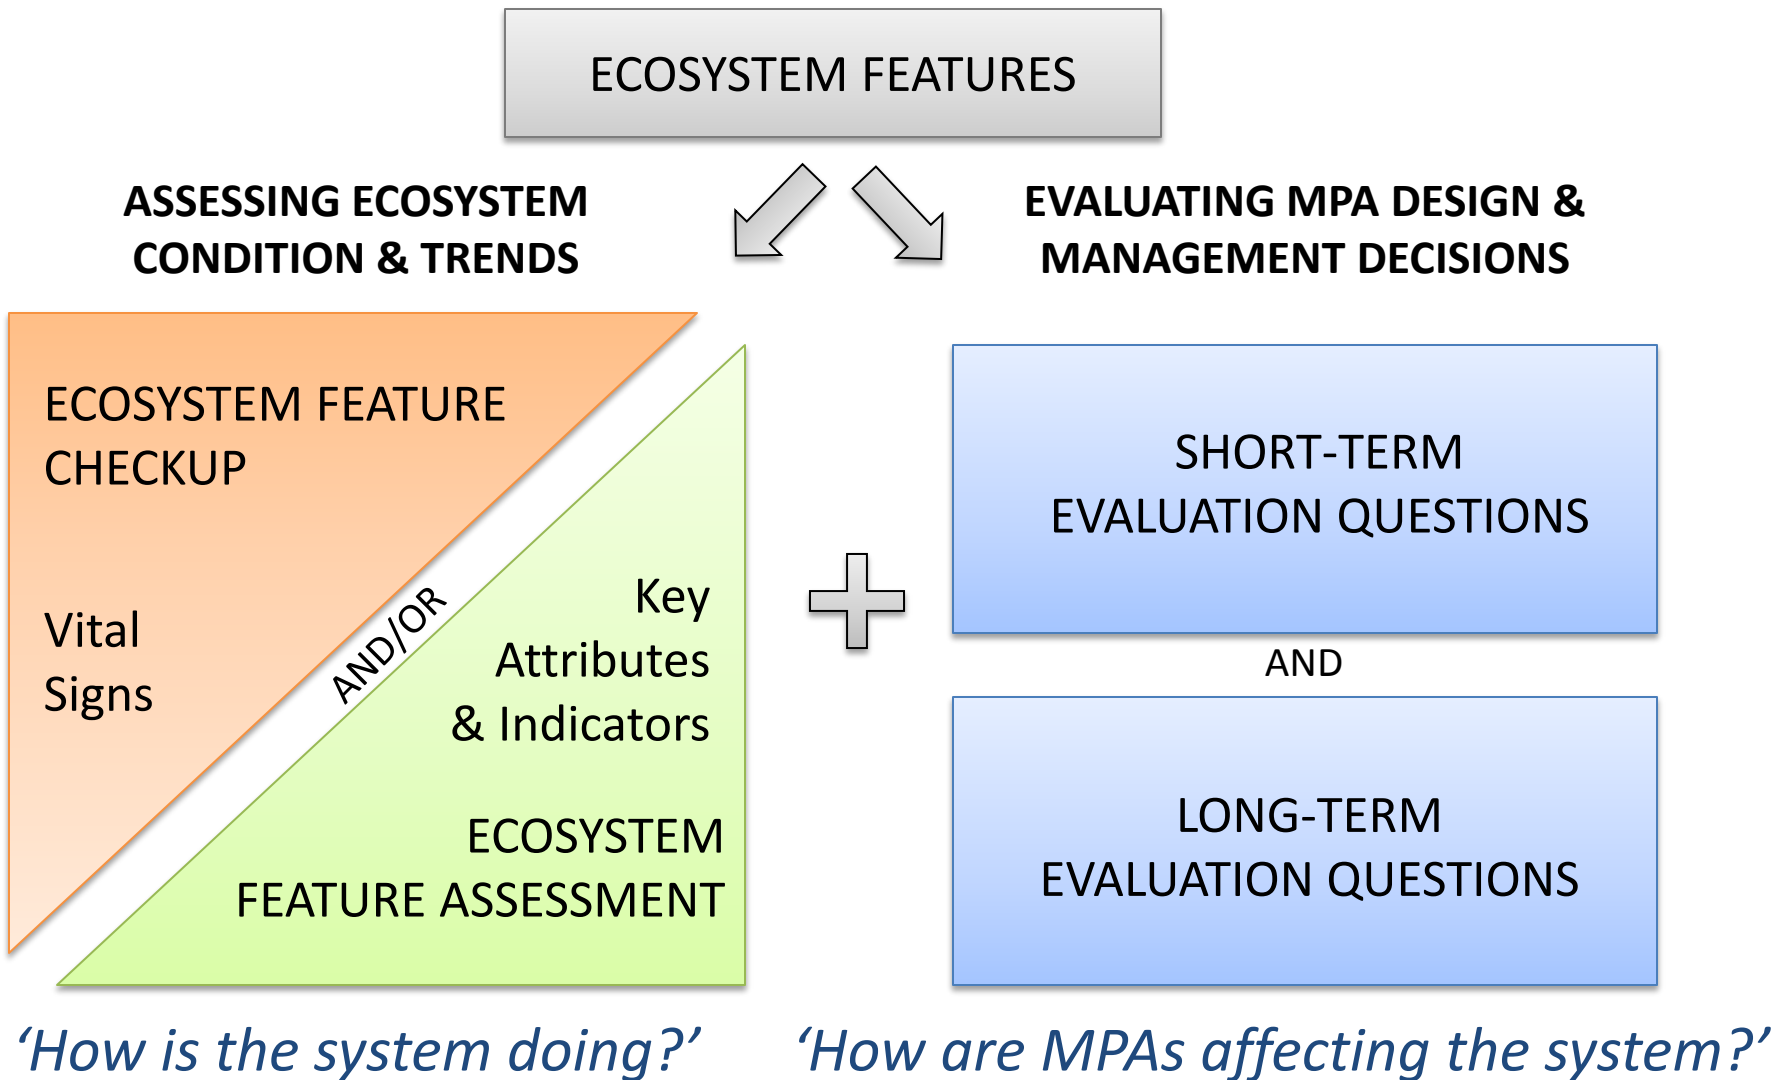 ECOSYSTEM FEATURES
ASSESSING ECOSYSTEM
CONDITION & TRENDS
EVALUATING MPA DESIGN &
MANAGEMENT DECISIONS
ECOSYSTEM FEATURE
CHECKUP
Vital
Signs
AND/OR
Key
Attributes
& Indicators
ECOSYSTEM
FEATURE ASSESSMENT
SHORT-TERM
EVALUATION QUESTIONS
AND
LONG-TERM
EVALUATION QUESTIONS
‘How is the system doing?’
‘How are MPAs affecting the system?’